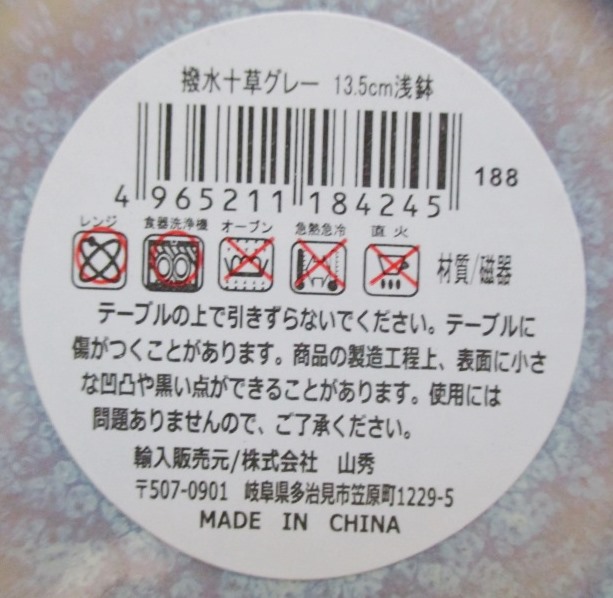 撥水十草グレー 13.5cm浅鉢
4 965211 184245
188
レンジ 食器洗浄機 オーブン 急熱急冷 直火
材質/磁器
テーブルの上で引きずらないでください。テーブルに
傷がつくことがあります。商品の製造工程上、表面に小さ
な凹凸や黒い点ができることがあります。使用には
問題ありませんので、ご了承ください。
輸入販売元/株式会社 山秀
〒507-0901 岐阜県多治見市笠原町1229-5
MADE IN CHINA